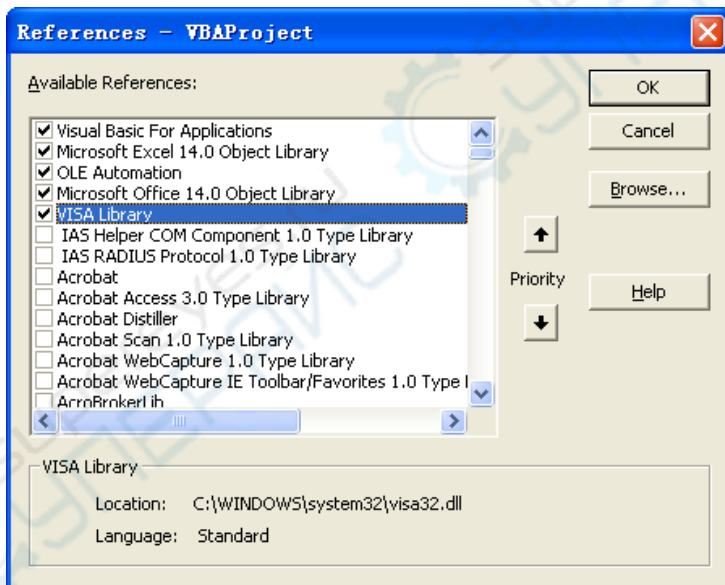 References - VBAProject
Available References:
OK
Cancel
Browse...
Priority
Help
Visual Basic For Applications
Microsoft Excel 14.0 Object Library
OLE Automation
Microsoft Office 14.0 Object Library
VISA Library
IAS Helper COM Component 1.0 Type Library
IAS RADIUS Protocol 1.0 Type Library
Acrobat
Acrobat Access 3.0 Type Library
Acrobat Distiller
Acrobat Scan 1.0 Type Library
Acrobat WebCapture 1.0 Type Library
Acrobat WebCapture IE Toolbar/Favorites 1.0 Type
AcroBrokerLib
VISA Library
Location: C:\WINDOWS\system32\visa32.dll
Language: Standard